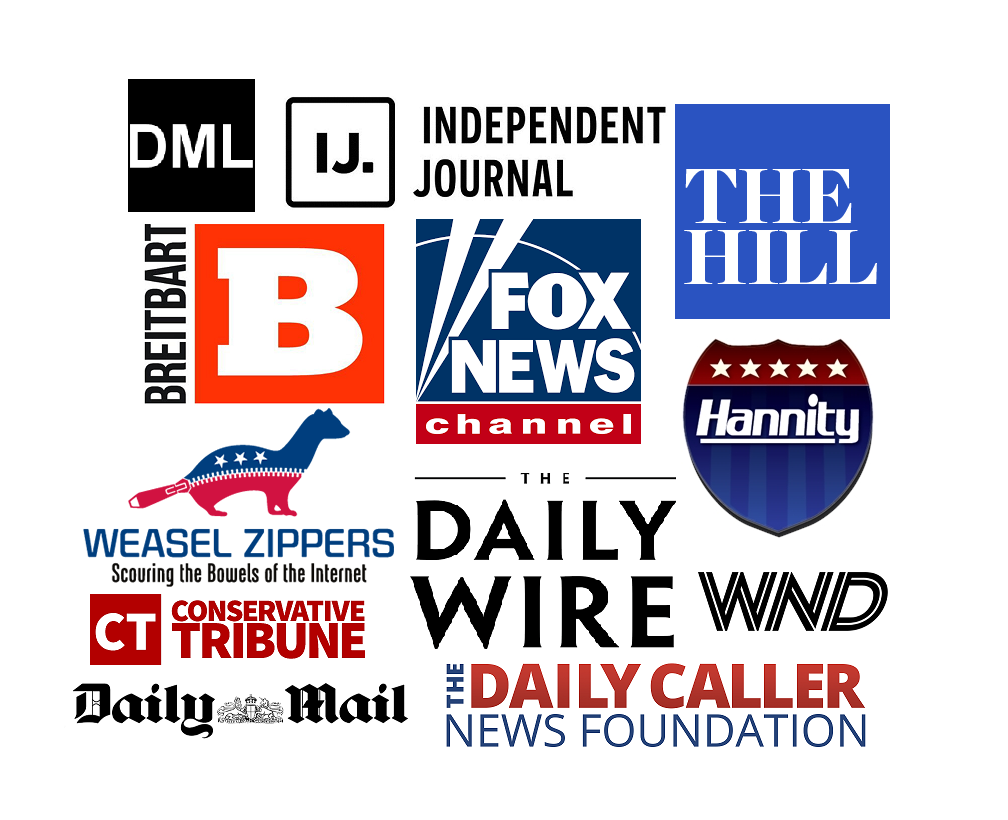 DML
IJ.
INDEPENDENT
JOURNAL
THE
HILL
BREITBART
B
FOX
NEWS
channel
Hannity
WEASEL ZIPPERS
Scouring the Bowels of the Internet
THE
DAILY
WIRE
WND
CT
CONSERVATIVE
TRIBUNE
Daily Mail
THE
DAILY CALLER
NEWS FOUNDATION